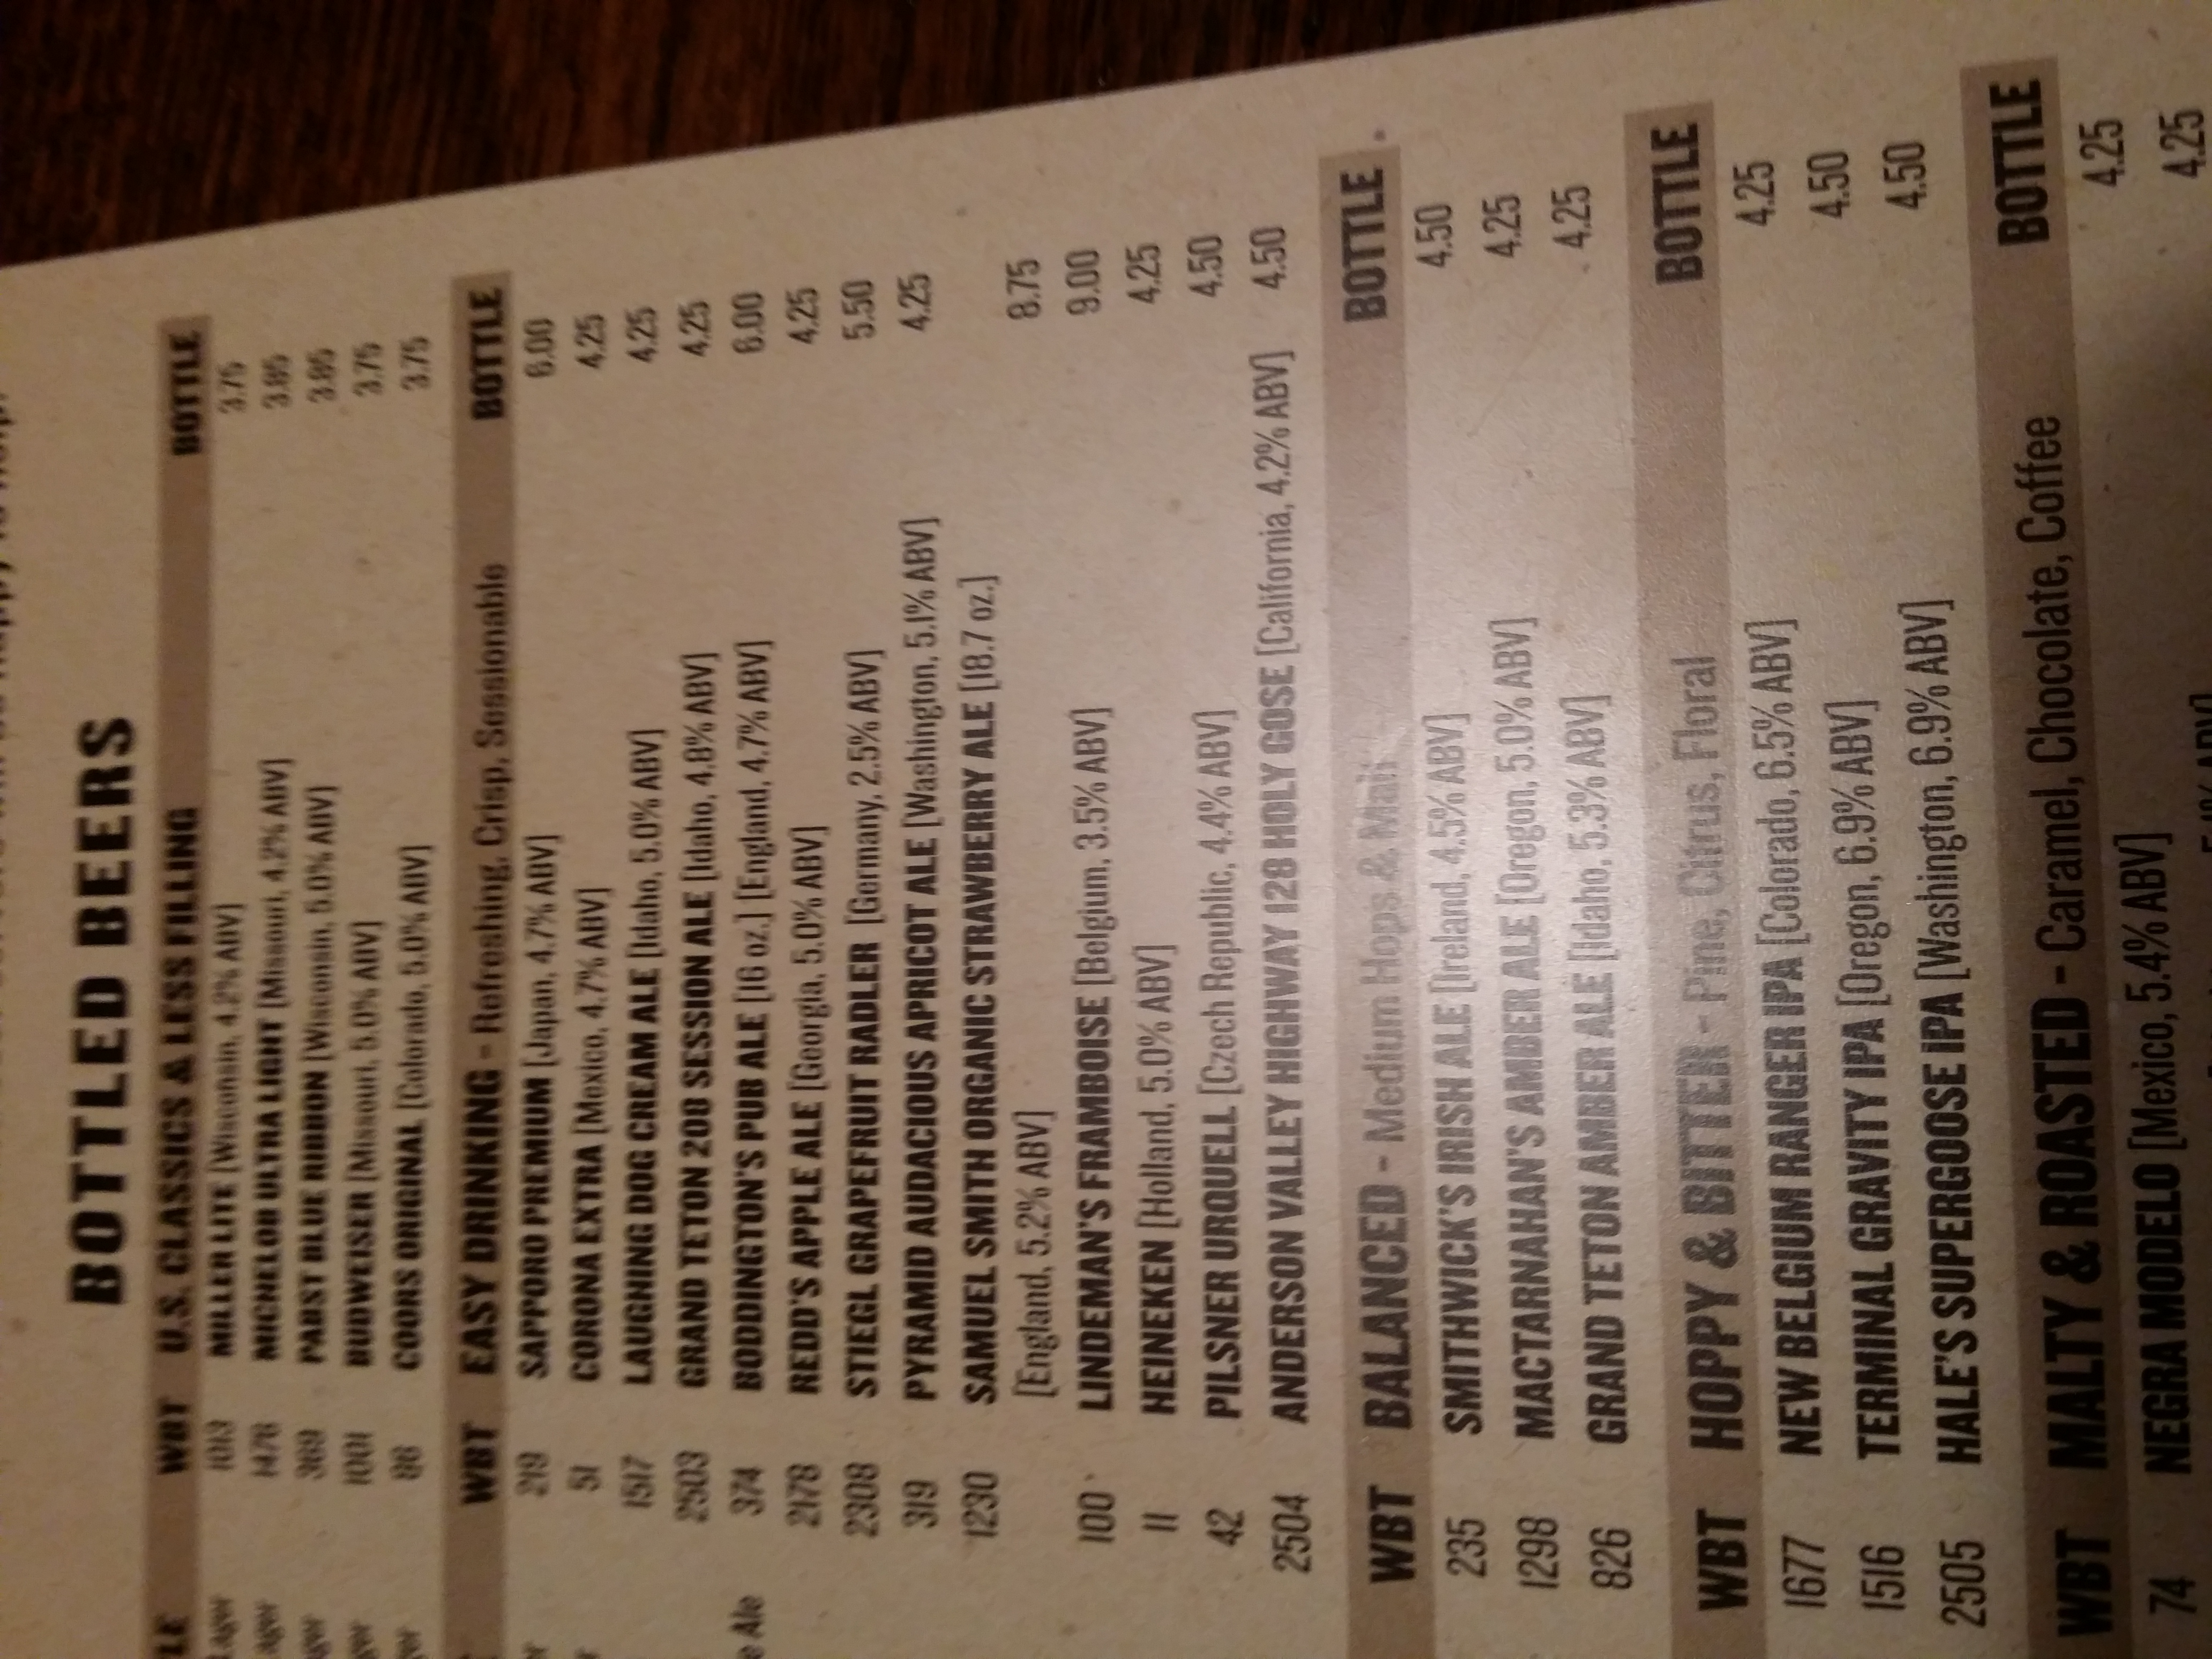 BOTTLED BEERS
WBT U.S. CLASSICS & LESS FILLING BOTTLE
1013 MILLER LITE [Wisconsin, 4.2% ABV] 3.75
1478 MICHELOB ULTRA LIGHT [Missouri, 4.2% ABV] 3.85
369 PABST BLUE RIBBON [Wisconsin, 5.0% ABV] 3.85
1001 BUDWEISER [Missouri, 5.0% ABV] 3.75
86 COORS ORIGINAL [Colorado, 5.0% ABV] 3.75
WBT EASY DRINKING - Refreshing, Crisp, Sessionable BOTTLE
219 SAPPORO PREMIUM [Japan, 4.7% ABV] 6.00
51 CORONA EXTRA [Mexico, 4.7% ABV] 4.25
1517 LAUGHING DOG CREAM ALE [Idaho, 5.0% ABV] 4.25
2503 GRAND TETON 208 SESSION ALE [Idaho, 4.8% ABV] 4.25
374 BODDINGTON'S PUB ALE [16 oz.] [England, 4.7% ABV] 6.00
2178 REDD'S APPLE ALE [Georgia, 5.0% ABV] 4.25
2308 STIEGL GRAPEFRUIT RADLER [Germany, 2.5% ABV] 5.50
319 PYRAMID AUDACIOUS APRICOT ALE [Washington, 5.1% ABV] 4.25
1230 SAMUEL SMITH ORGANIC STRAWBERRY ALE [18.7 oz.]
[England, 5.2% ABV] 8.75
100 LINDEMAN'S FRAMBOISE [Belgium, 3.5% ABV] 9.00
11 HEINEKEN [Holland, 5.0% ABV] 4.25
42 PILSNER URQUELL [Czech Republic, 4.4% ABV] 4.50
2504 ANDERSON VALLEY HIGHWAY 128 HOLY GOSE [California, 4.2% ABV] 4.50
WBT BALANCED - Medium Hops & Malt BOTTLE
235 SMITHWICK'S IRISH ALE [Ireland, 4.5% ABV] 4.50
1298 MACTARNAHAN'S AMBER ALE [Oregon, 5.0% ABV] 4.25
826 GRAND TETON AMBER ALE [Idaho, 5.3% ABV] 4.25
WBT HOPPY & BITTER - Pine, Citrus, Floral BOTTLE
1677 NEW BELGIUM RANGER IPA [Colorado, 6.5% ABV] 4.25
1516 TERMINAL GRAVITY IPA [Oregon, 6.9% ABV] 4.50
2505 HALE'S SUPERGOOSE IPA [Washington, 6.9% ABV] 4.50
WBT MALTY & ROASTED - Caramel, Chocolate, Coffee BOTTLE
74 NEGRA MODELO [Mexico, 5.4% ABV] 4.25
4.25